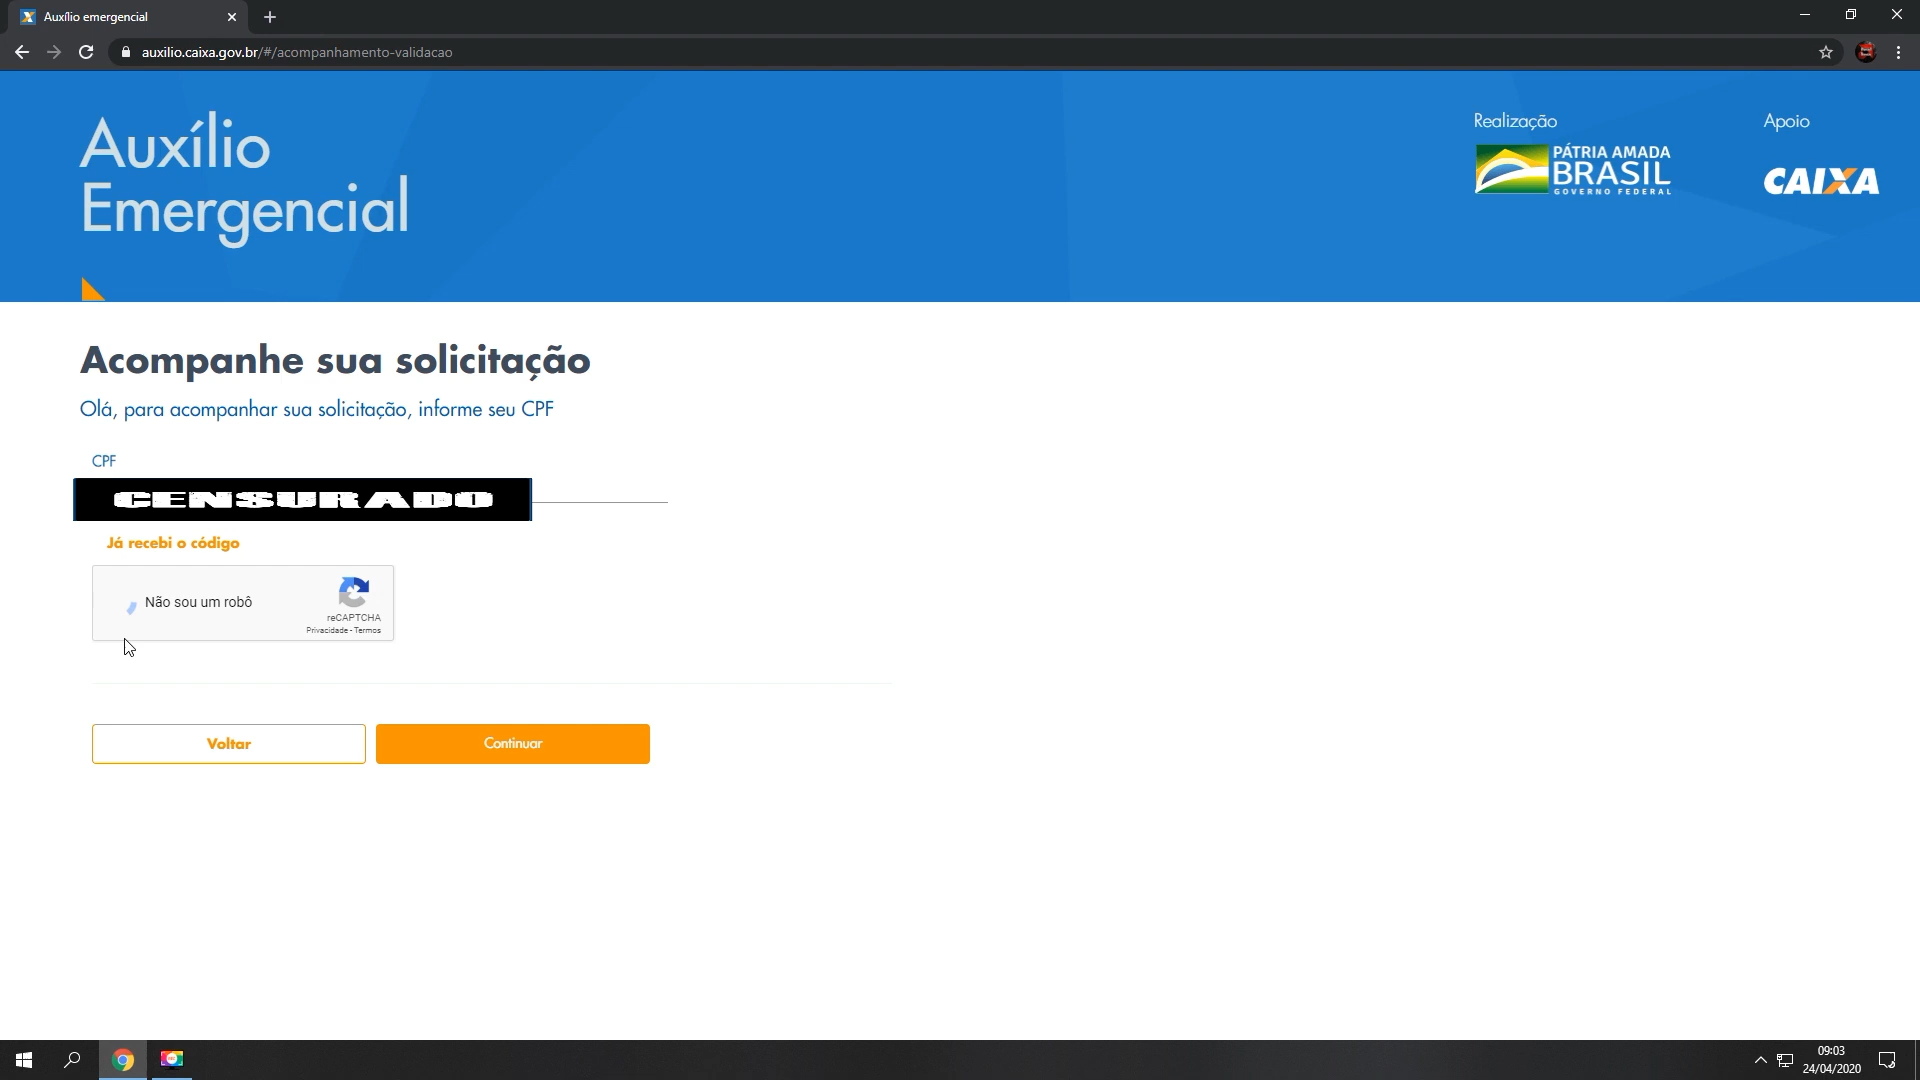 Auxílio emergencial
auxilio.caixa.gov.br/#/acompanhamento-validacao
Auxílio
Emergencial
Realização
PÁTRIA AMADA
BRASIL
GOVERNO FEDERAL
Apoio
CAIXA
Acompanhe sua solicitação
Olá, para acompanhar sua solicitação, informe seu CPF
CPF
CENSURADO
Já recebi o código
Não sou um robô
reCAPTCHA
Privacidade - Termos
Voltar
Continuar
09:03
24/04/2020